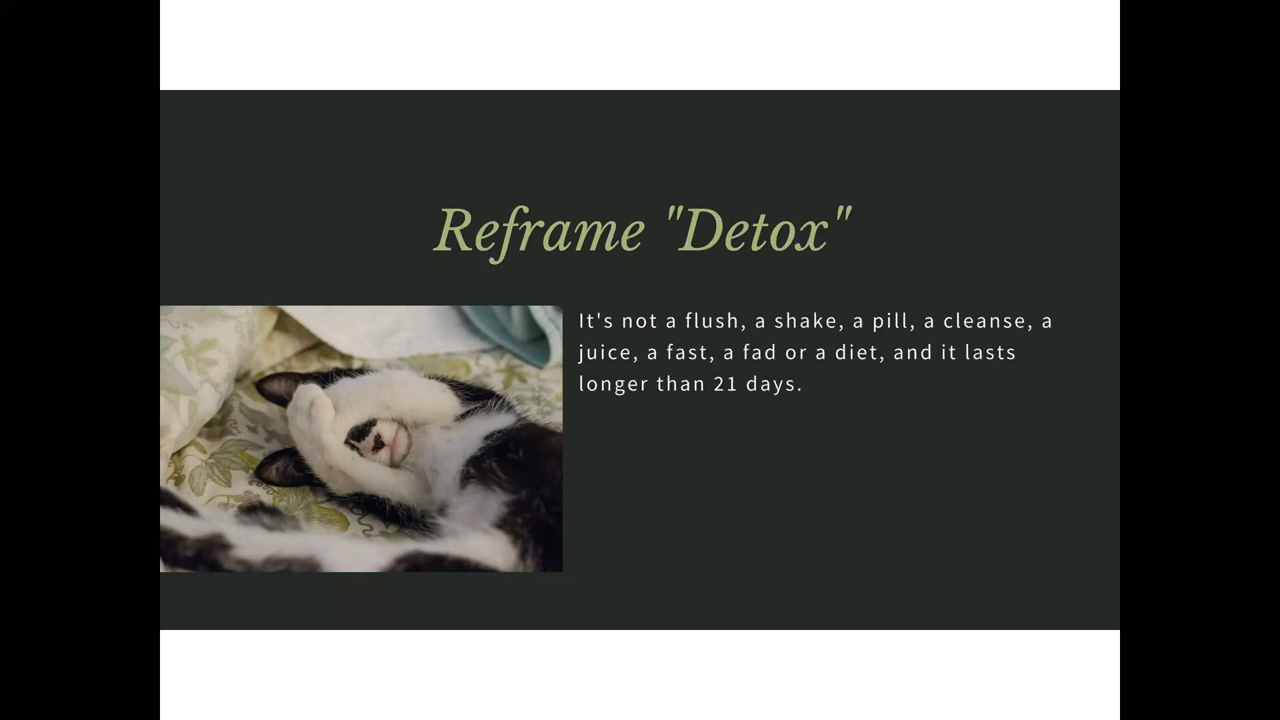 Reframe "Detox"
It's not a flush, a shake, a pill, a cleanse, a
juice, a fast, a fad or a diet, and it lasts
longer than 21 days.